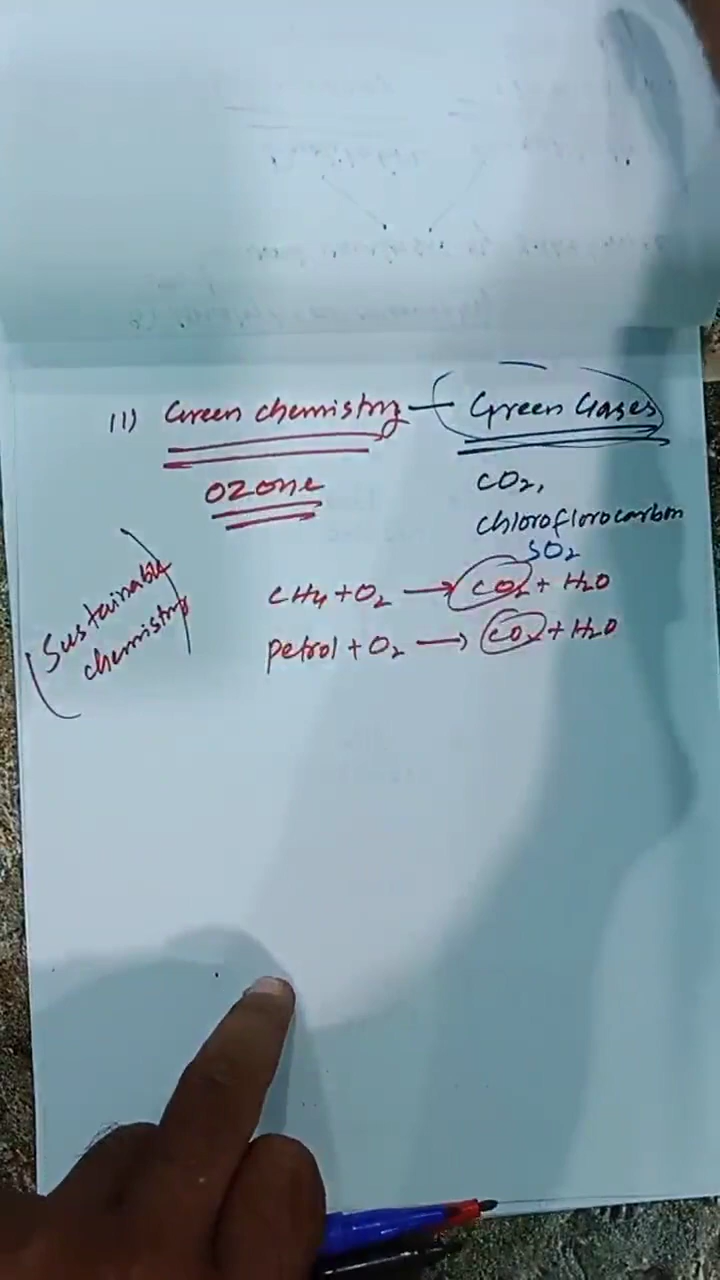 11) Green chemistry - Green Gases
Ozone
CO2,
chloroflorocarbon
SO2
CH4 + O2 → CO2 + H2O
petrol + O2 → CO2 + H2O
(Sustainable
chemistry)